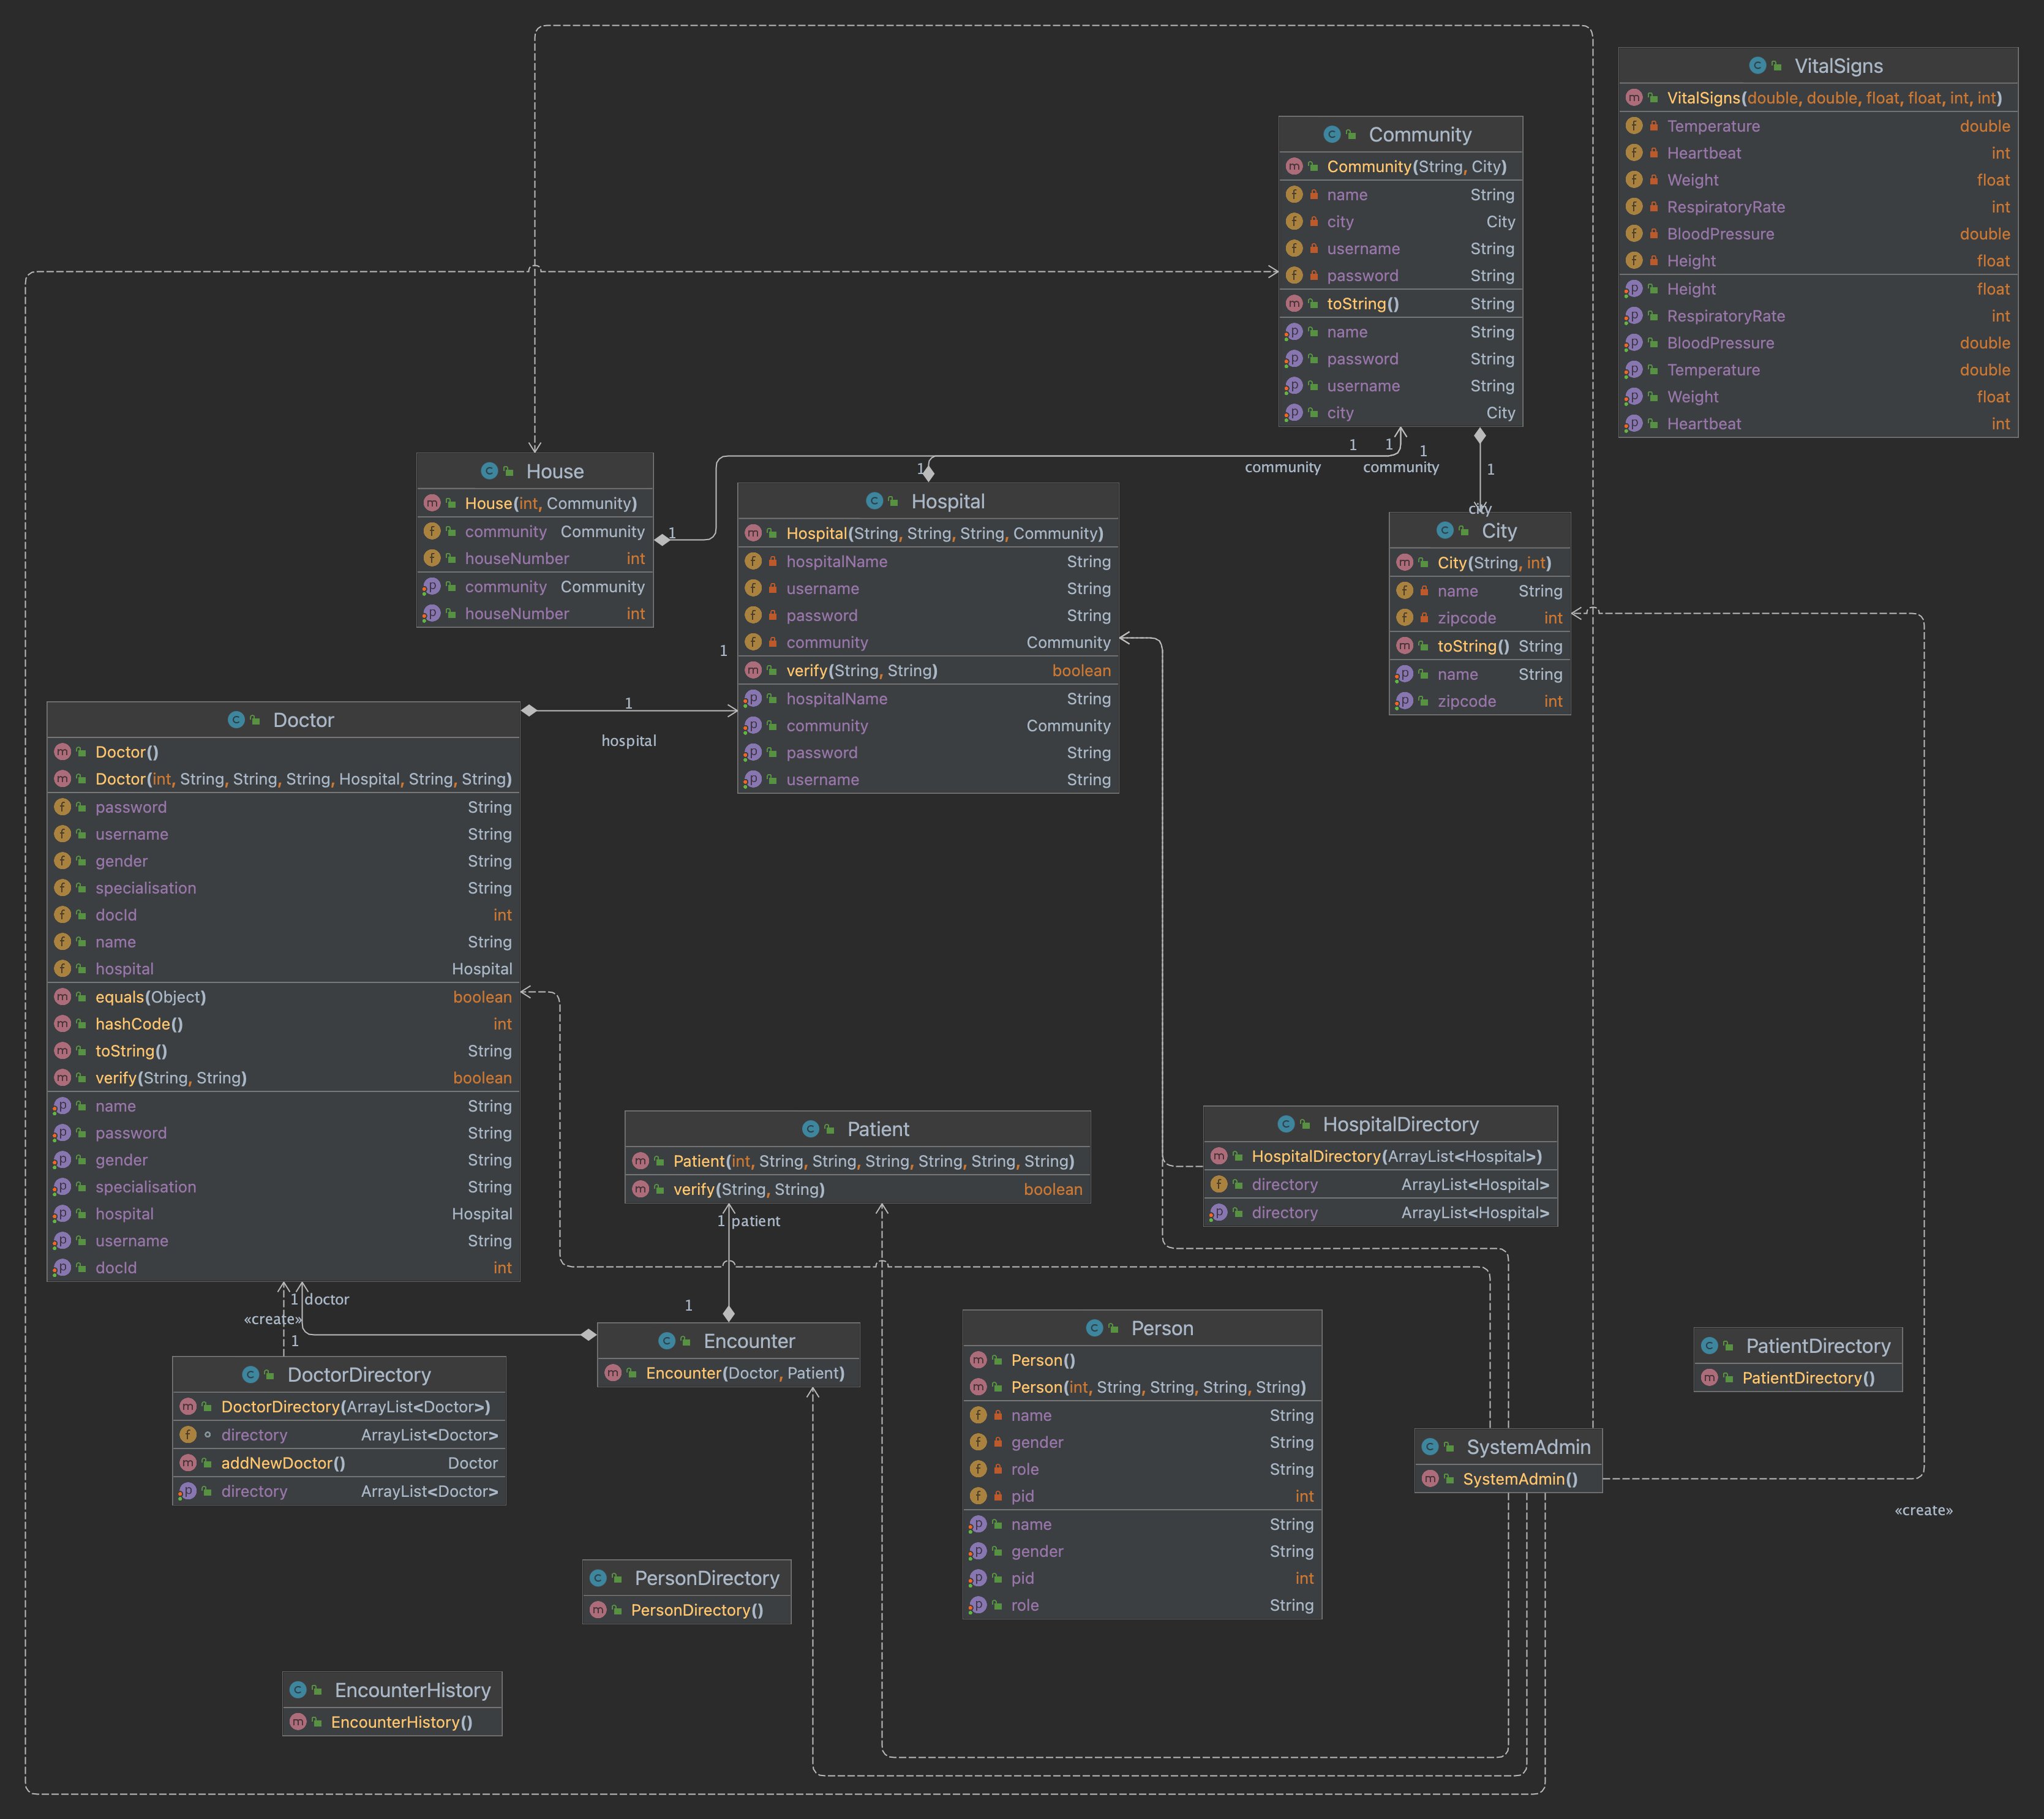 VitalSigns
VitalSigns(double, double, float, float, int, int)
Temperature double
Heartbeat int
Weight float
RespiratoryRate int
BloodPressure double
Height float
Height float
RespiratoryRate int
BloodPressure double
Temperature double
Weight float
Heartbeat int
Community
Community(String, City)
name String
city City
username String
password String
toString() String
name String
password String
username String
city City
1 1 1
community community
1
1
city
House
House(int, Community)
community Community
houseNumber int
community Community
houseNumber int
1
Hospital
Hospital(String, String, String, Community)
hospitalName String
username String
password String
community Community
verify(String, String) boolean
hospitalName String
community Community
password String
username String
City
City(String, int)
name String
zipcode int
toString() String
name String
zipcode int
1
1
hospital
Doctor
Doctor()
Doctor(int, String, String, String, Hospital, String, String)
password String
username String
gender String
specialisation String
docId int
name String
hospital Hospital
equals(Object) boolean
hashCode() int
toString() String
verify(String, String) boolean
name String
password String
gender String
specialisation String
hospital Hospital
username String
docId int
Patient
Patient(int, String, String, String, String, String, String)
verify(String, String) boolean
1 patient
1
HospitalDirectory
HospitalDirectory(ArrayList<Hospital>)
directory ArrayList<Hospital>
directory ArrayList<Hospital>
1 doctor
«create»
1
Encounter
Encounter(Doctor, Patient)
DoctorDirectory
DoctorDirectory(ArrayList<Doctor>)
directory ArrayList<Doctor>
addNewDoctor() Doctor
directory ArrayList<Doctor>
Person
Person()
Person(int, String, String, String, String)
name String
gender String
role String
pid int
name String
gender String
pid int
role String
PatientDirectory
PatientDirectory()
SystemAdmin
SystemAdmin()
«create»
PersonDirectory
PersonDirectory()
EncounterHistory
EncounterHistory()